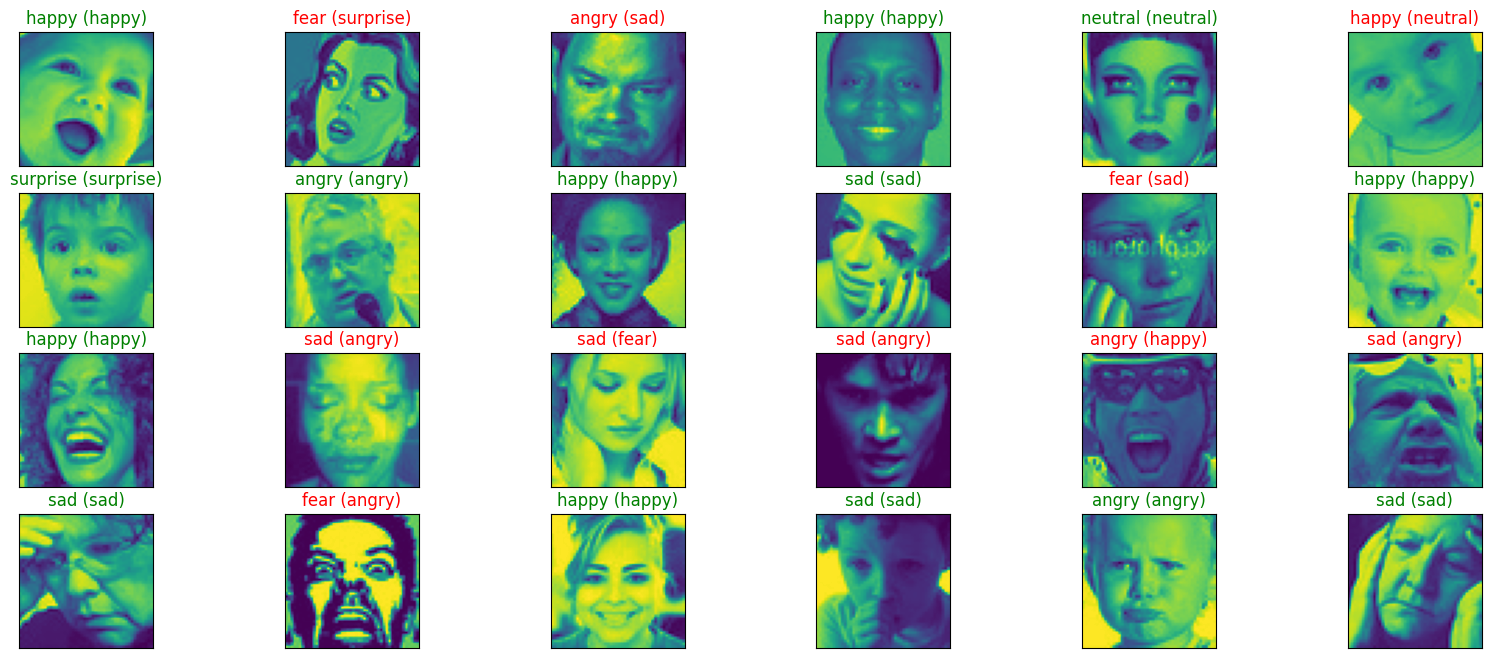 happy (happy) fear (surprise) angry (sad) happy (happy) neutral (neutral) happy (neutral)
surprise (surprise) angry (angry) happy (happy) sad (sad) fear (sad) happy (happy)
happy (happy) sad (angry) sad (fear) sad (angry) angry (happy) sad (angry)
sad (sad) fear (angry) happy (happy) sad (sad) angry (angry) sad (sad)